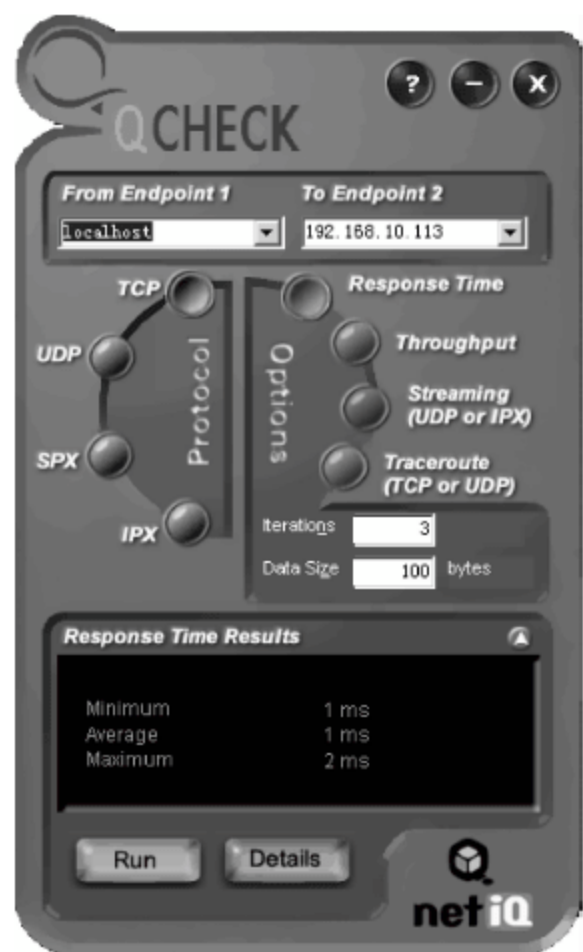 QCHECK
? – X
From Endpoint 1
To Endpoint 2
localhost
192.168.10.113
TCP
UDP
SPX
IPX
Protocol
Options
Response Time
Throughput
Streaming
(UDP or IPX)
Traceroute
(TCP or UDP)
Iterations 3
Data Size 100 bytes
Response Time Results
Minimum 1 ms
Average 1 ms
Maximum 2 ms
Run
Details
netiQ